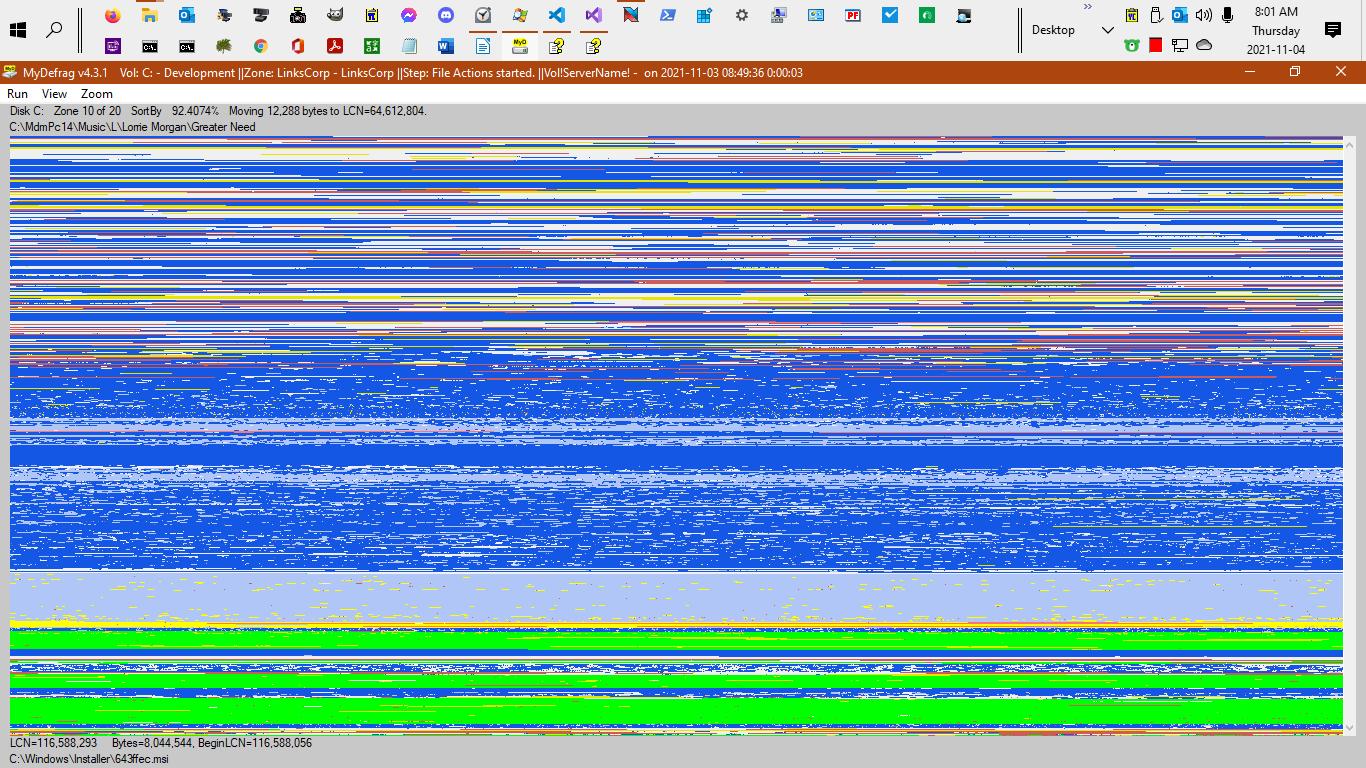 8:01 AM
Desktop
Thursday
2021-11-04
MyDefrag v4.3.1 Vol: C: - Development ||Zone: LinksCorp - LinksCorp ||Step: File Actions started. ||Vol!ServerName! - on 2021-11-03 08:49:36 0:00:03
Run View Zoom
Disk C: Zone 10 of 20 SortBy 92.4074% Moving 12,288 bytes to LCN=64,612,804.
C:\MdmPc14\Music\L\Lorrie Morgan\Greater Need
LCN=116,588,293 Bytes=8,044,544, BeginLCN=116,588,056
C:\Windows\Installer\643ffec.msi